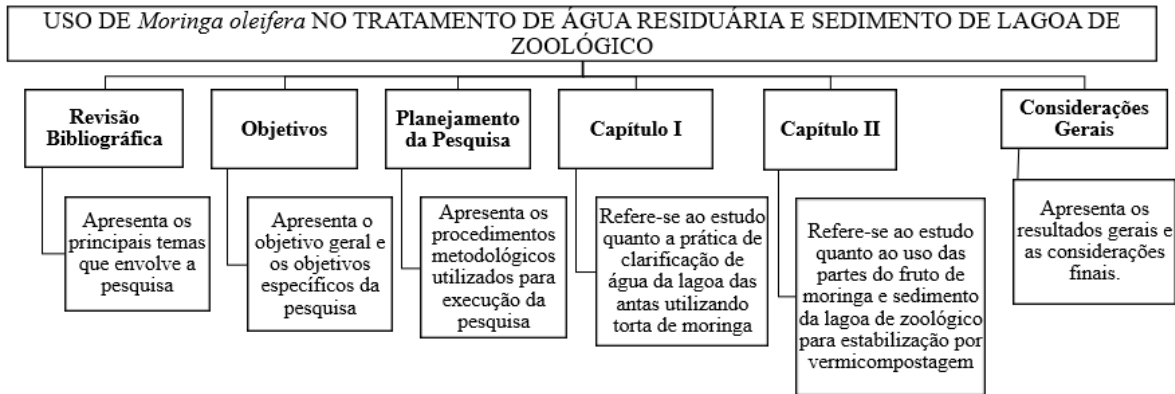 USO DE Moringa oleifera NO TRATAMENTO DE ÁGUA RESIDUÁRIA E SEDIMENTO DE LAGOA DE
ZOOLÓGICO
Revisão
Bibliográfica
Objetivos
Planejamento
da Pesquisa
Capítulo I
Capítulo II
Considerações
Gerais
Apresenta os
principais temas
que envolve a
pesquisa
Apresenta o
objetivo geral e
os objetivos
específicos da
pesquisa
Apresenta os
procedimentos
metodológicos
utilizados para
execução da
pesquisa
Refere-se ao estudo
quanto a prática de
clarificação de
água da lagoa das
antas utilizando
torta de moringa
Refere-se ao estudo
quanto ao uso das
partes do fruto de
moringa e sedimento
da lagoa de zoológico
para estabilização por
vermicompostagem
Apresenta os
resultados gerais e
as considerações
finais.